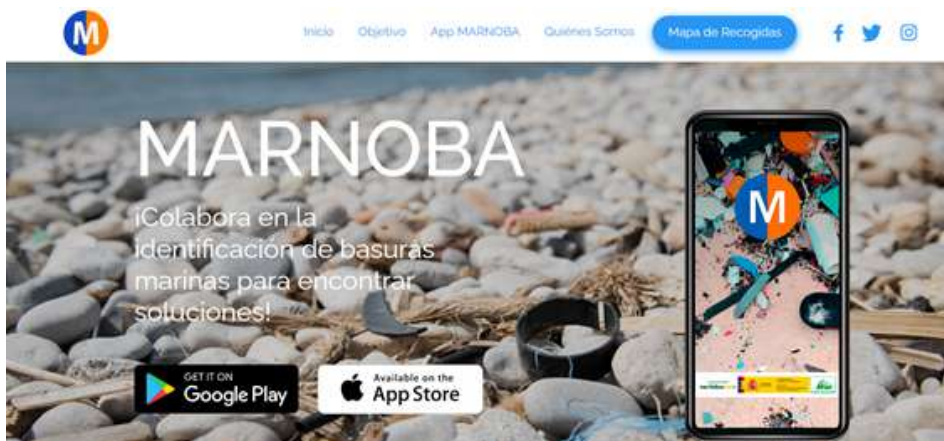 M
Inicio Objetivo App MARNOBA Quiénes Somos Mapa de Recogidas
MARNOBA
¡Colabora en la
identificación de basuras
marinas para encontrar
soluciones!
M
GET IT ON
Google Play
Available on the
App Store